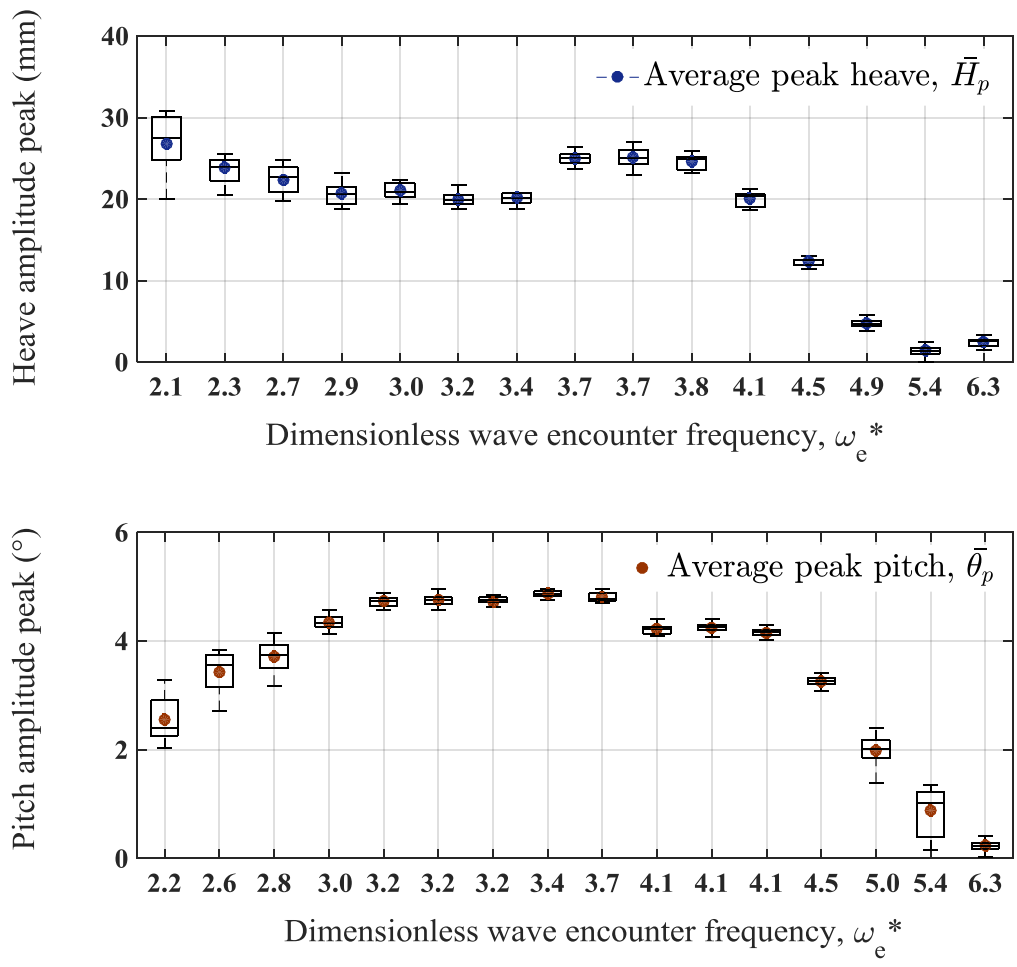 Heave amplitude peak (mm)
40
30
20
10
0
Average peak heave, H̄ₚ
2.1 2.3 2.7 2.9 3.0 3.2 3.4 3.7 3.7 3.8 4.1 4.5 4.9 5.4 6.3
Dimensionless wave encounter frequency, ωₑ*
Pitch amplitude peak (°)
6
4
2
0
Average peak pitch, θ̄ₚ
2.2 2.6 2.8 3.0 3.2 3.2 3.2 3.4 3.7 4.1 4.1 4.1 4.5 5.0 5.4 6.3
Dimensionless wave encounter frequency, ωₑ*